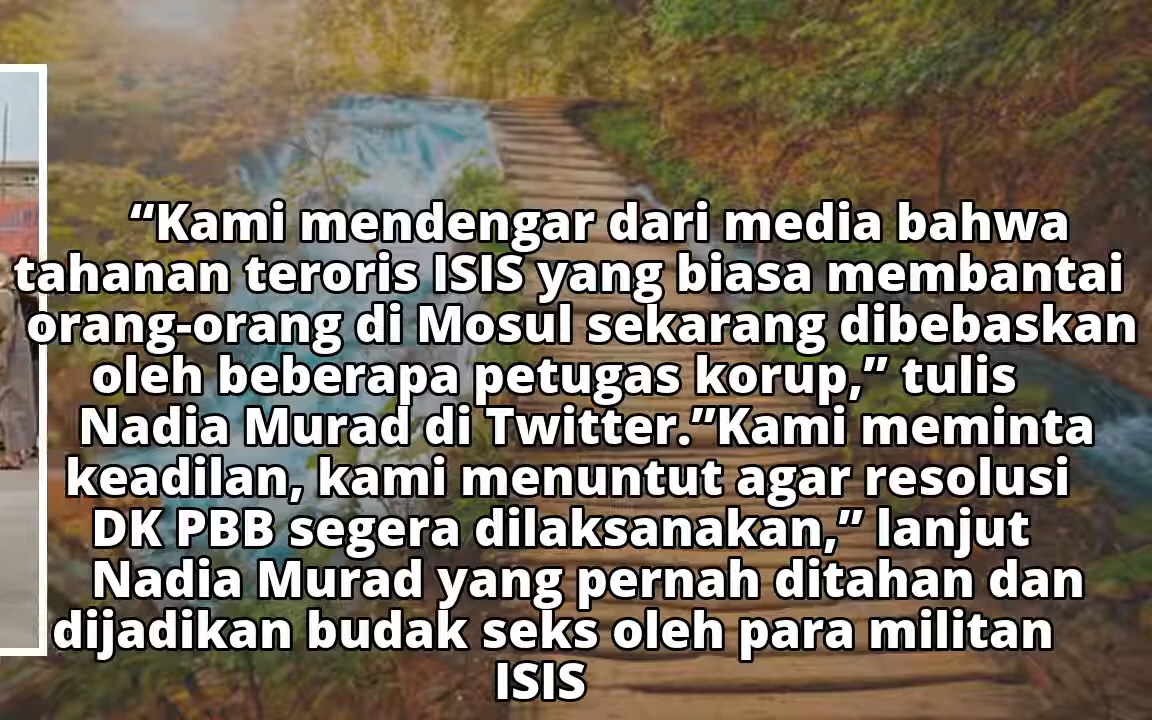 “Kami mendengar dari media bahwa
tahanan teroris ISIS yang biasa membantai
orang-orang di Mosul sekarang dibebaskan
oleh beberapa petugas korup,” tulis
Nadia Murad di Twitter.”Kami meminta
keadilan, kami menuntut agar resolusi
DK PBB segera dilaksanakan,” lanjut
Nadia Murad yang pernah ditahan dan
dijadikan budak seks oleh para militan
ISIS